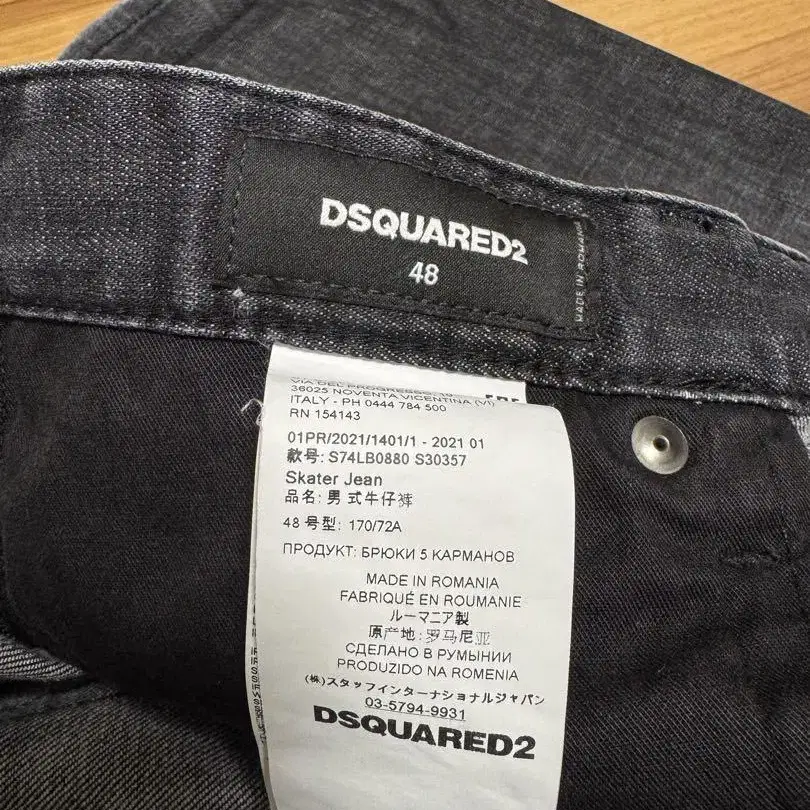 DSQUARED2
48
MADE IN ROMANIA
VIA DEL PROGRESSO, 10
36025 NOVENTA VICENTINA (VI)
ITALY - PH 0444 784 500
RN 154143
01PR/2021/1401/1 - 2021 01
款号: S74LB0880 S30357
Skater Jean
品名: 男 式牛仔裤
48 号型: 170/72A
ПРОДУКТ: БРЮКИ 5 КАРМАНОВ
MADE IN ROMANIA
FABRIQUÉ EN ROUMANIE
ルーマニア製
原产地: 罗马尼亚
СДЕЛАНО В РУМЫНИИ
PRODUZIDO NA ROMENIA
(株)スタッフインターナショナルジャパン
03-5794-9931
DSQUARED2